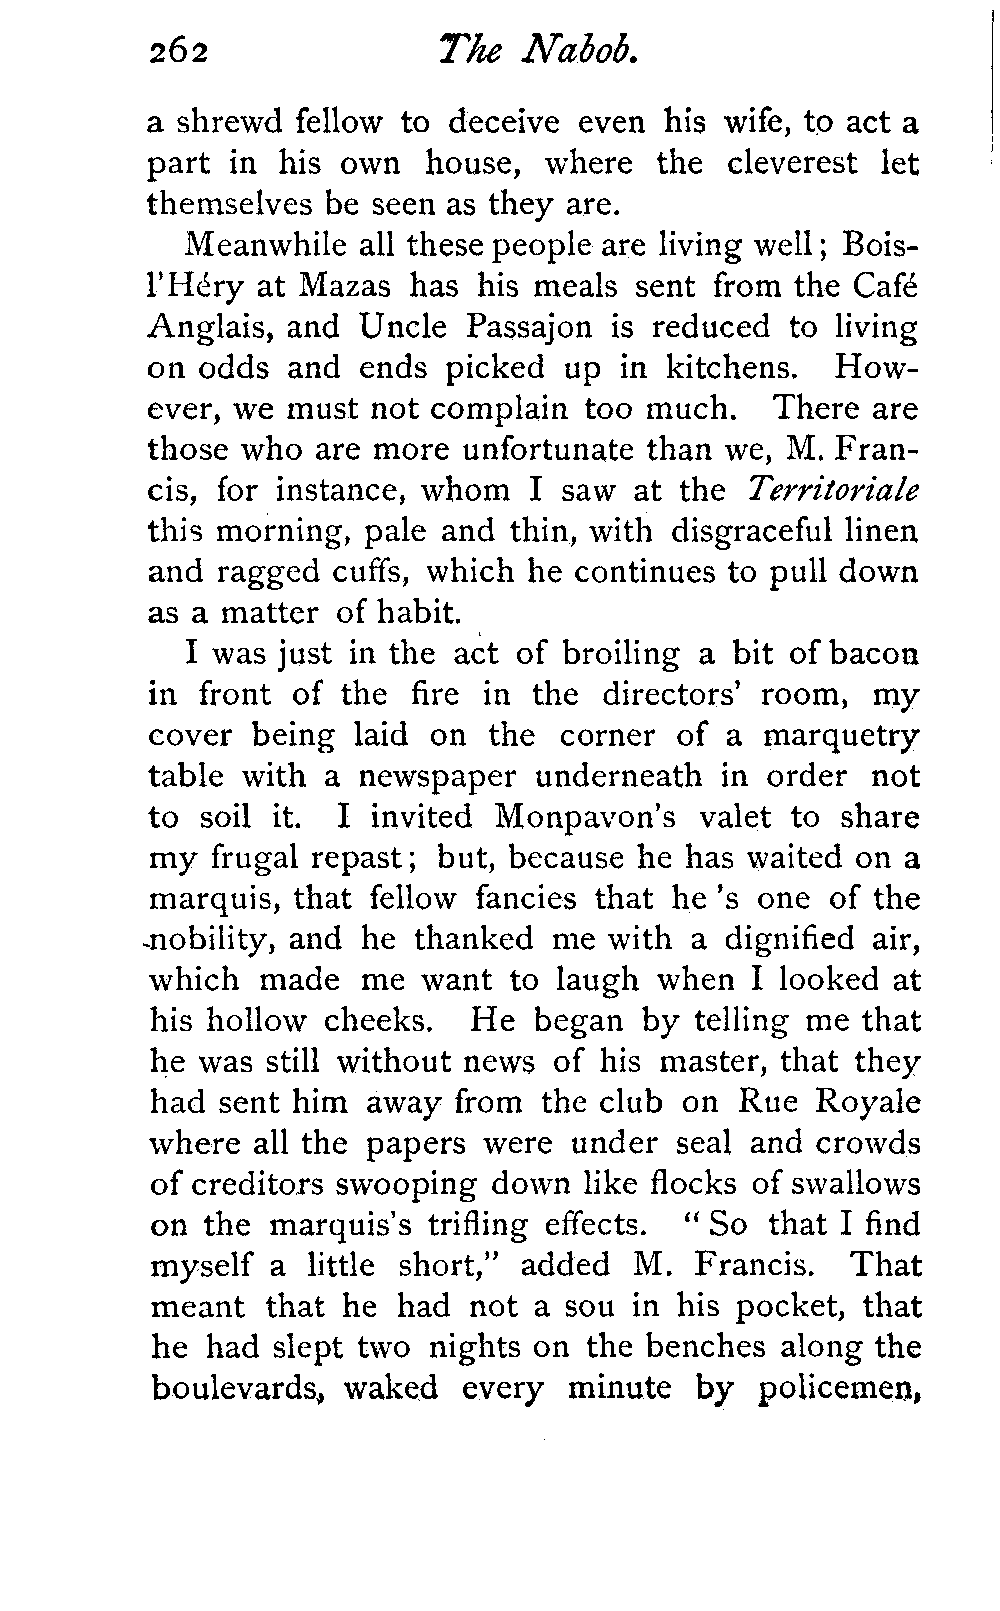 262 The Nabob.
a shrewd fellow to deceive even his wife, to act a
part in his own house, where the cleverest let
themselves be seen as they are.
Meanwhile all these people are living well; Bois-
l'Héry at Mazas has his meals sent from the Café
Anglais, and Uncle Passajon is reduced to living
on odds and ends picked up in kitchens. How-
ever, we must not complain too much. There are
those who are more unfortunate than we, M. Fran-
cis, for instance, whom I saw at the Territoriale
this morning, pale and thin, with disgraceful linen
and ragged cuffs, which he continues to pull down
as a matter of habit.
I was just in the act of broiling a bit of bacon
in front of the fire in the directors' room, my
cover being laid on the corner of a marquetry
table with a newspaper underneath in order not
to soil it. I invited Monpavon's valet to share
my frugal repast; but, because he has waited on a
marquis, that fellow fancies that he 's one of the
nobility, and he thanked me with a dignified air,
which made me want to laugh when I looked at
his hollow cheeks. He began by telling me that
he was still without news of his master, that they
had sent him away from the club on Rue Royale
where all the papers were under seal and crowds
of creditors swooping down like flocks of swallows
on the marquis's trifling effects. "So that I find
myself a little short," added M. Francis. That
meant that he had not a sou in his pocket, that
he had slept two nights on the benches along the
boulevards, waked every minute by policemen,